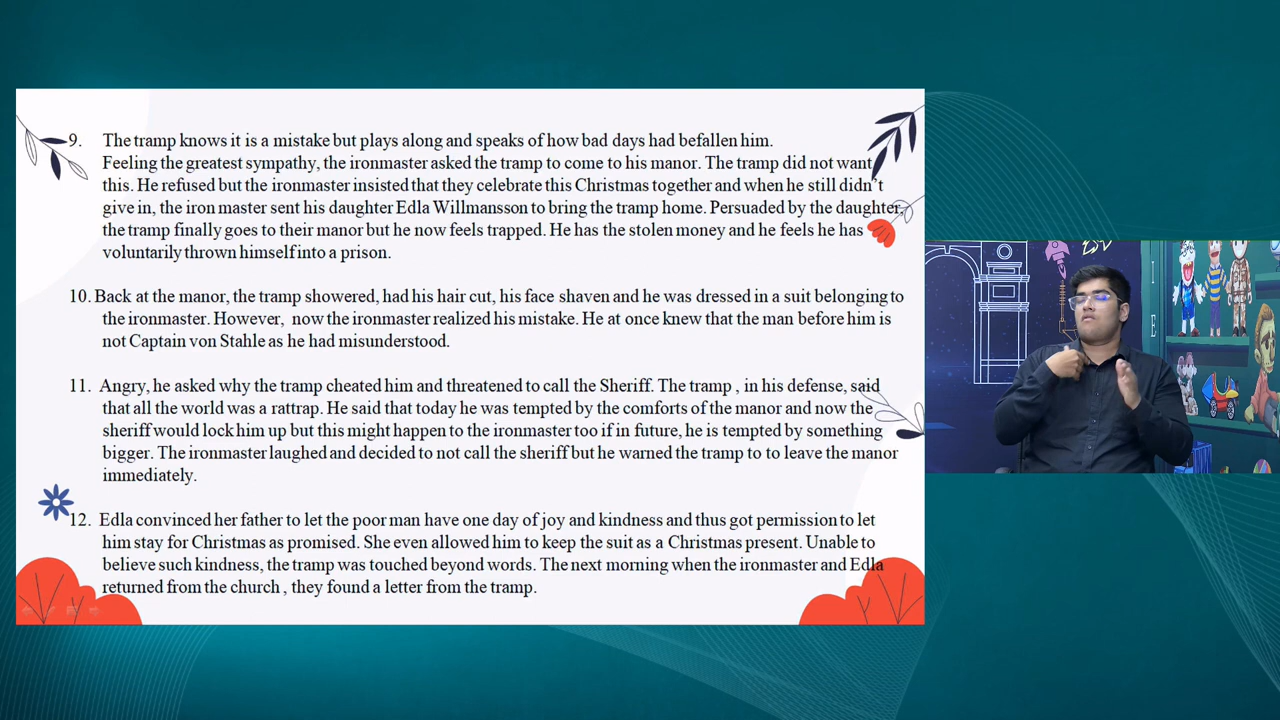 9. The tramp knows it is a mistake but plays along and speaks of how bad days had befallen him.
Feeling the greatest sympathy, the ironmaster asked the tramp to come to his manor. The tramp did not want
this. He refused but the ironmaster insisted that they celebrate this Christmas together and when he still didn't
give in, the iron master sent his daughter Edla Willmansson to bring the tramp home. Persuaded by the daughter,
the tramp finally goes to their manor but he now feels trapped. He has the stolen money and he feels he has
voluntarily thrown himself into a prison.
10. Back at the manor, the tramp showered, had his hair cut, his face shaven and he was dressed in a suit belonging to
the ironmaster. However, now the ironmaster realized his mistake. He at once knew that the man before him is
not Captain von Stahle as he had misunderstood.
11. Angry, he asked why the tramp cheated him and threatened to call the Sheriff. The tramp , in his defense, said
that all the world was a rattrap. He said that today he was tempted by the comforts of the manor and now the
sheriff would lock him up but this might happen to the ironmaster too if in future, he is tempted by something
bigger. The ironmaster laughed and decided to not call the sheriff but he warned the tramp to to leave the manor
immediately.
12. Edla convinced her father to let the poor man have one day of joy and kindness and thus got permission to let
him stay for Christmas as promised. She even allowed him to keep the suit as a Christmas present. Unable to
believe such kindness, the tramp was touched beyond words. The next morning when the ironmaster and Edla
returned from the church , they found a letter from the tramp.
I
E